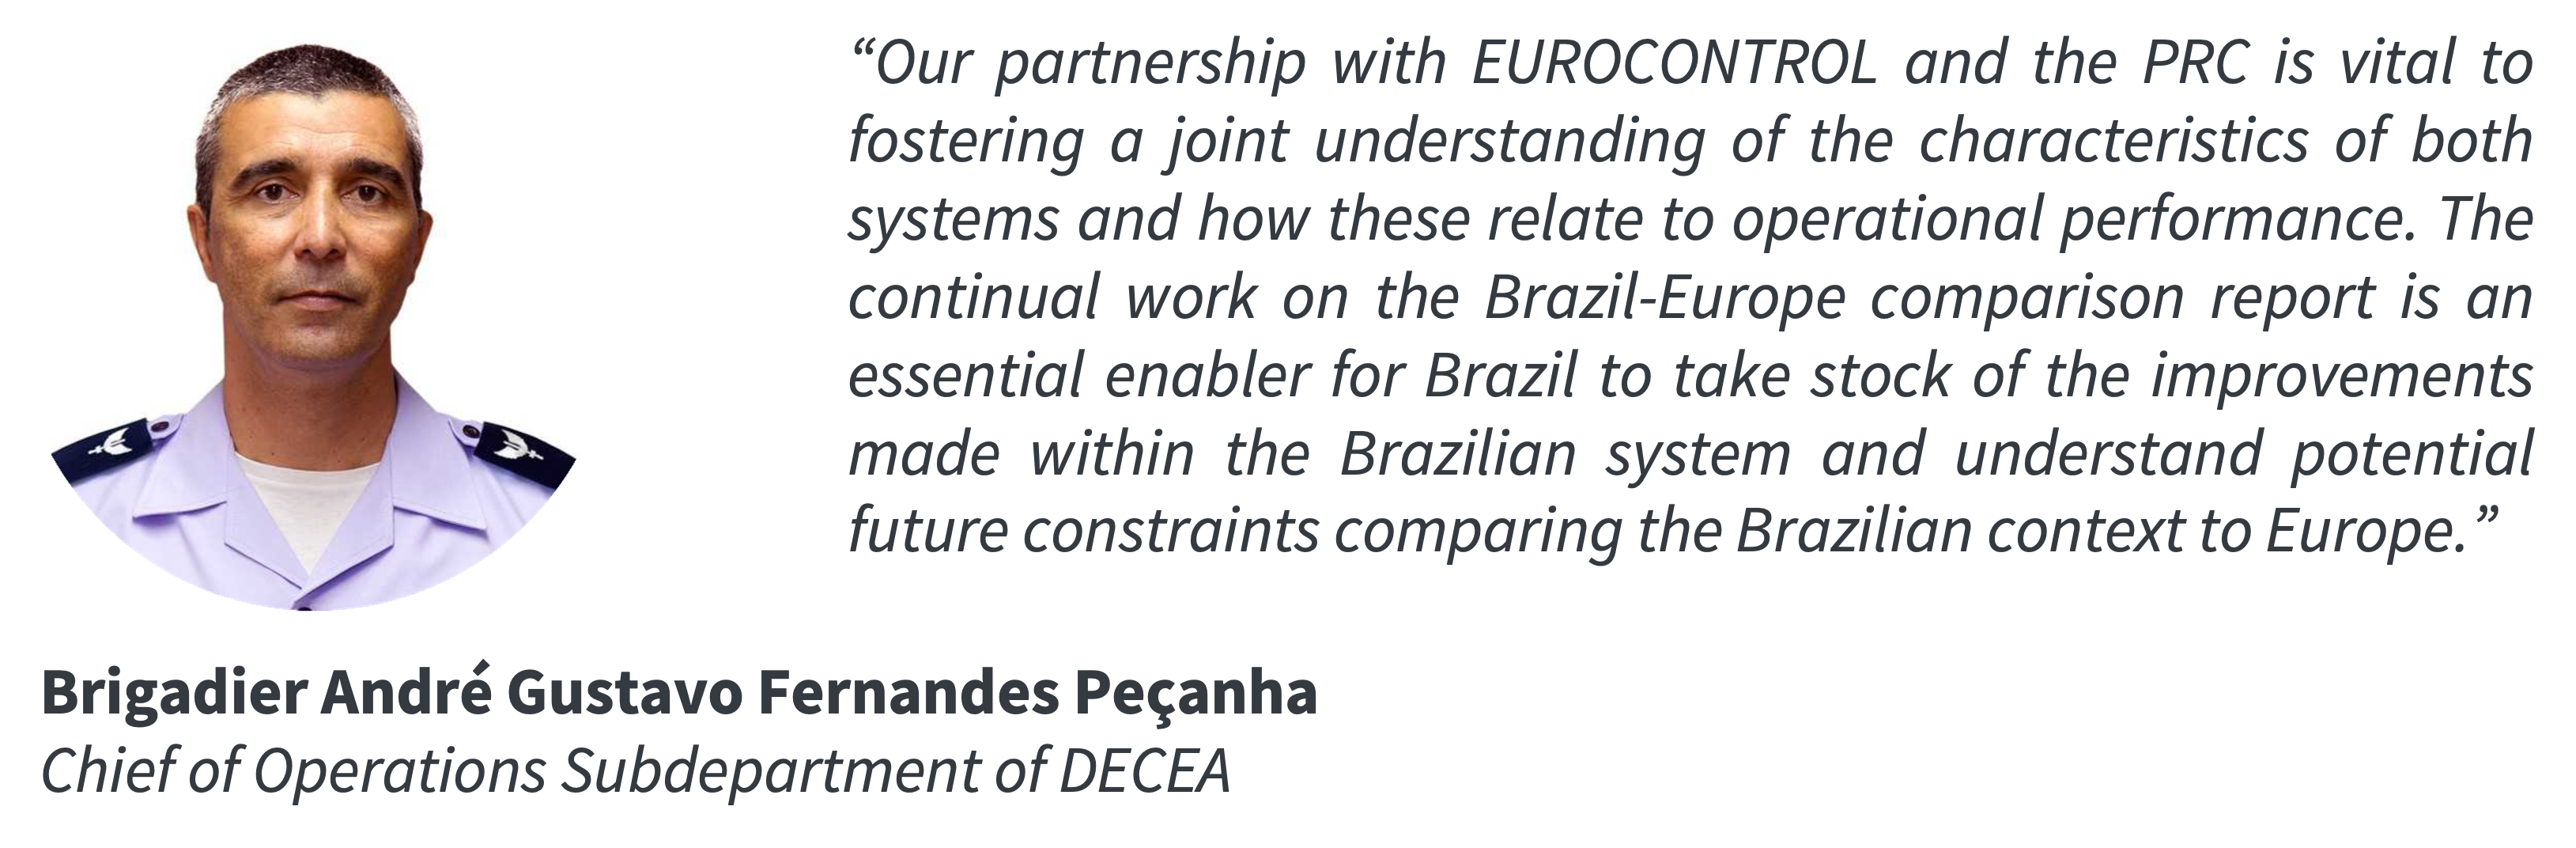 “Our partnership with EUROCONTROL and the PRC is vital to
fostering a joint understanding of the characteristics of both
systems and how these relate to operational performance. The
continual work on the Brazil-Europe comparison report is an
essential enabler for Brazil to take stock of the improvements
made within the Brazilian system and understand potential
future constraints comparing the Brazilian context to Europe.”
Brigadier André Gustavo Fernandes Peçanha
Chief of Operations Subdepartment of DECEA